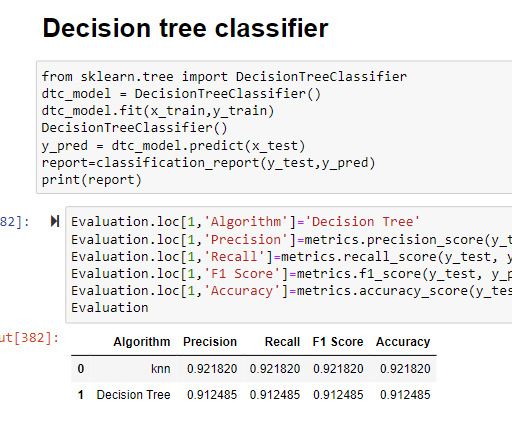 Decision tree classifier
from sklearn.tree import DecisionTreeClassifier
dtc_model = DecisionTreeClassifier()
dtc_model.fit(x_train,y_train)
DecisionTreeClassifier()
y_pred = dtc_model.predict(x_test)
report=classification_report(y_test,y_pred)
print(report)
82]:
Evaluation.loc[1,'Algorithm']='Decision Tree'
Evaluation.loc[1,'Precision']=metrics.precision_score(y_t
Evaluation.loc[1,'Recall']=metrics.recall_score(y_test, y
Evaluation.loc[1,'F1 Score']=metrics.f1_score(y_test, y_p
Evaluation.loc[1,'Accuracy']=metrics.accuracy_score(y_tes
Evaluation
ut[382]:
Algorithm Precision Recall F1 Score Accuracy
0 knn 0.921820 0.921820 0.921820 0.921820
1 Decision Tree 0.912485 0.912485 0.912485 0.912485